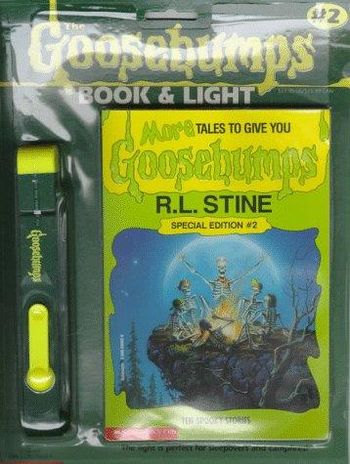 The
Goosebumps
#2
BOOK & LIGHT
More TALES TO GIVE YOU
Goosebumps
R.L. STINE
SPECIAL EDITION #2
Goosebumps
TEN SPOOKY STORIES
The light is perfect for sleepovers and campfires!